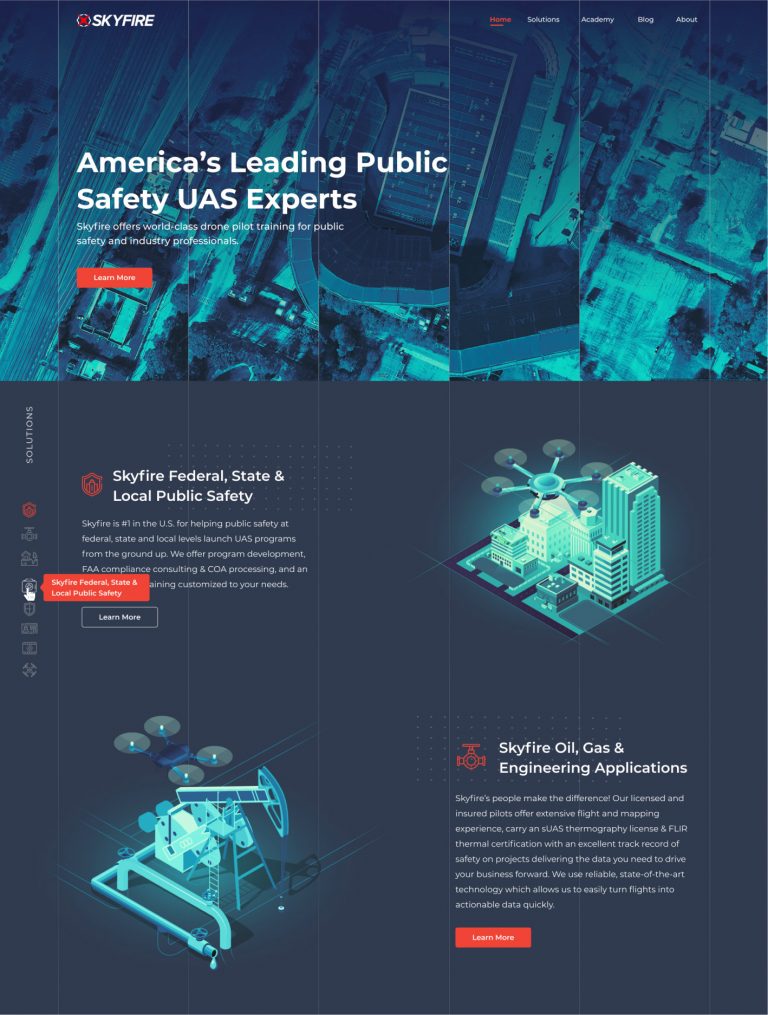 SKYFIRE
Home Solutions Academy Blog About
America's Leading Public
Safety UAS Experts
Skyfire offers world-class drone pilot training for public
safety and industry professionals.
Learn More
SOLUTIONS
Skyfire Federal, State &
Local Public Safety
Skyfire is #1 in the U.S. for helping public safety at
federal, state and local levels launch UAS programs
from the ground up. We offer program development,
FAA compliance consulting & COA processing, and an
aining customized to your needs.
Skyfire Federal, State &
Local Public Safety
Learn More
Skyfire Oil, Gas &
Engineering Applications
Skyfire's people make the difference! Our licensed and
insured pilots offer extensive flight and mapping
experience, carry an sUAS thermography license & FLIR
thermal certification with an excellent track record of
safety on projects delivering the data you need to drive
your business forward. We use reliable, state-of-the-art
technology which allows us to easily turn flights into
actionable data quickly.
Learn More